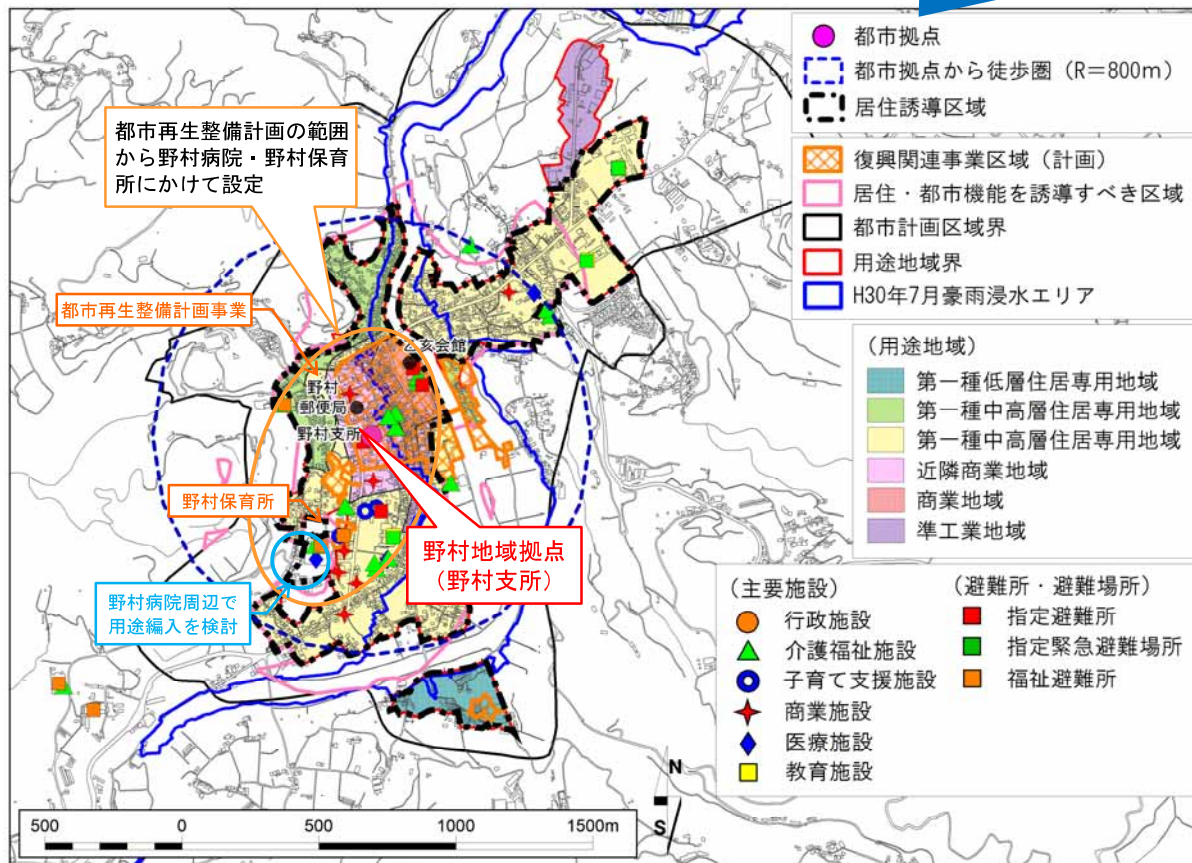 都市拠点
都市拠点から徒歩圏（R＝800m）
居住誘導区域
復興関連事業区域（計画）
居住・都市機能を誘導すべき区域
都市計画区域界
用途地域界
H30年7月豪雨浸水エリア
（用途地域）
第一種低層住居専用地域
第一種中高層住居専用地域
第一種中高層住居専用地域
近隣商業地域
商業地域
準工業地域
（主要施設）
行政施設
介護福祉施設
子育て支援施設
商業施設
医療施設
教育施設
（避難所・避難場所）
指定避難所
指定緊急避難場所
福祉避難所
都市再生整備計画の範囲
から野村病院・野村保育
所にかけて設定
都市再生整備計画事業
乙亥会館
野村
郵便局
野村支所
野村保育所
野村地域拠点
（野村支所）
野村病院周辺で
用途編入を検討
N
S
500 0 500 1000 1500m